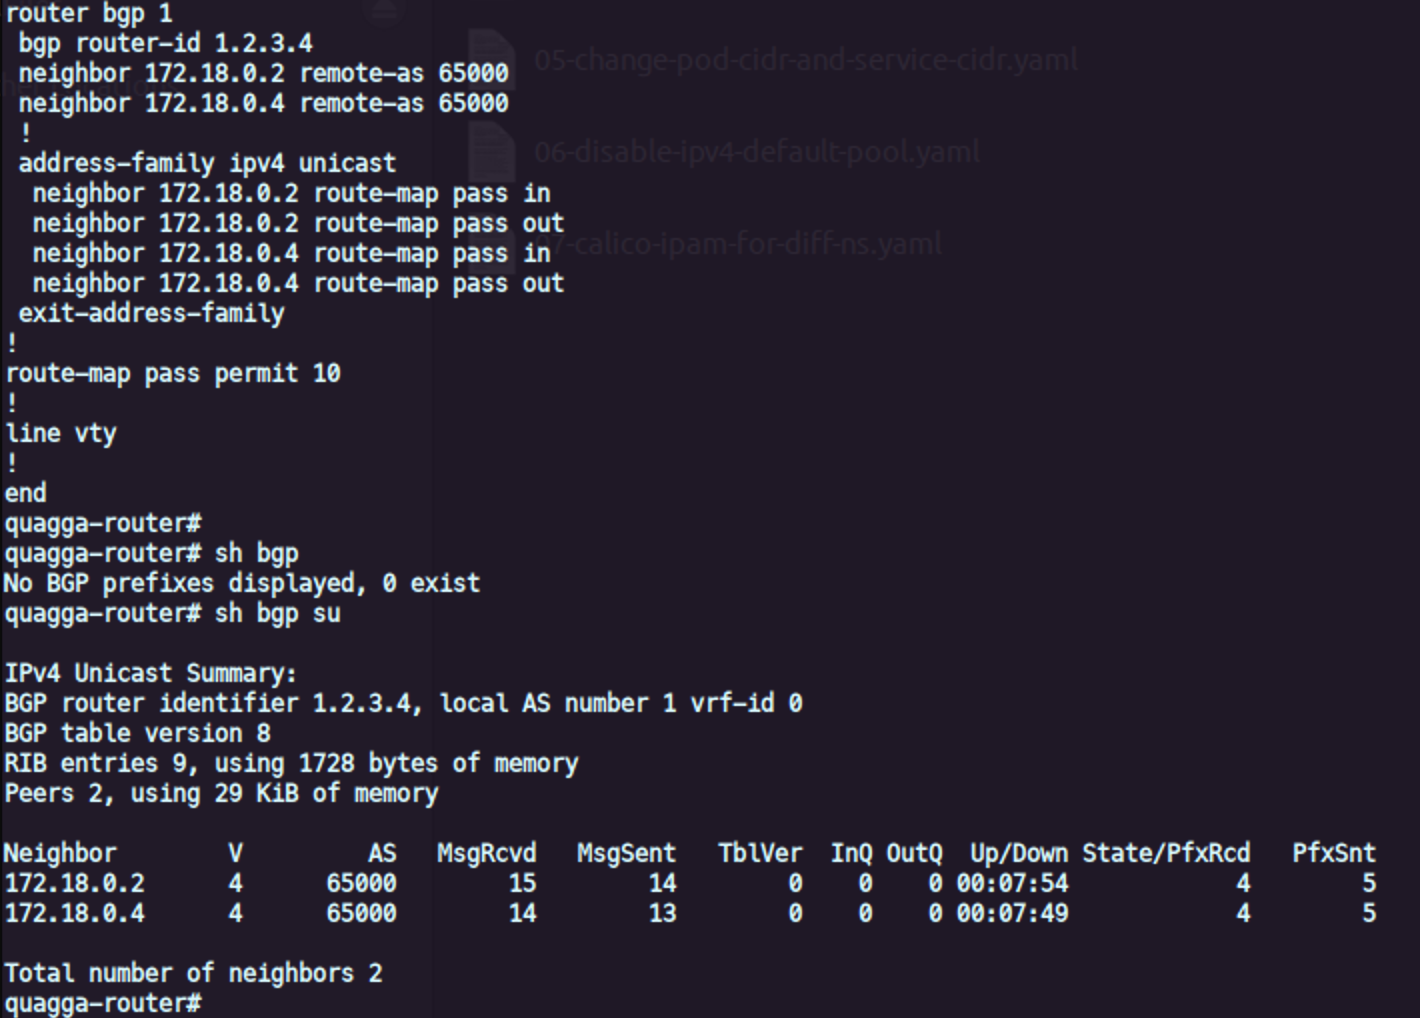 router bgp 1
bgp router-id 1.2.3.4
neighbor 172.18.0.2 remote-as 65000
neighbor 172.18.0.4 remote-as 65000
!
address-family ipv4 unicast
neighbor 172.18.0.2 route-map pass in
neighbor 172.18.0.2 route-map pass out
neighbor 172.18.0.4 route-map pass in
neighbor 172.18.0.4 route-map pass out
exit-address-family
!
route-map pass permit 10
!
line vty
!
end
quagga-router#
quagga-router# sh bgp
No BGP prefixes displayed, 0 exist
quagga-router# sh bgp su
IPv4 Unicast Summary:
BGP router identifier 1.2.3.4, local AS number 1 vrf-id 0
BGP table version 8
RIB entries 9, using 1728 bytes of memory
Peers 2, using 29 KiB of memory
Neighbor V AS MsgRcvd MsgSent TblVer InQ OutQ Up/Down State/PfxRcd PfxSnt
172.18.0.2 4 65000 15 14 0 0 0 00:07:54 4 5
172.18.0.4 4 65000 14 13 0 0 0 00:07:49 4 5
Total number of neighbors 2
quagga-router#
05-change-pod-cidr-and-service-cidr.yaml
06-disable-ipv4-default-pool.yaml
07-calico-ipam-for-diff-ns.yaml